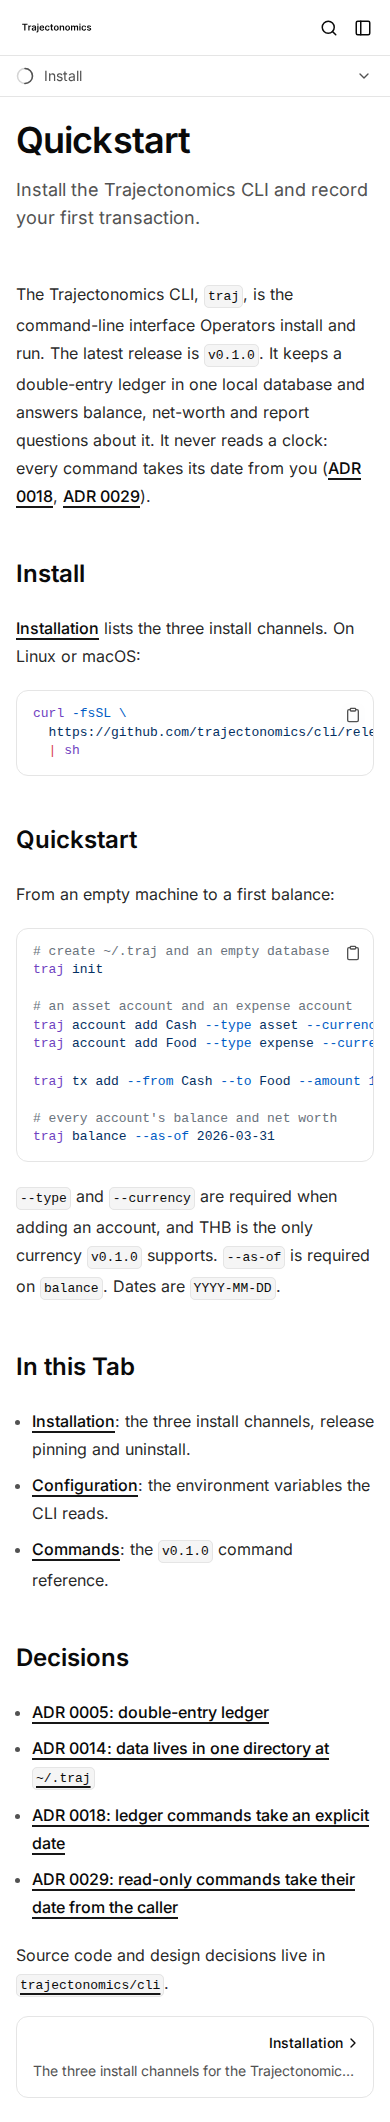 Trajectonomics
Install
Quickstart
Install the Trajectonomics CLI and record
your first transaction.
The Trajectonomics CLI, traj, is the
command-line interface Operators install and
run. The latest release is v0.1.0. It keeps a
double-entry ledger in one local database and
answers balance, net-worth and report
questions about it. It never reads a clock:
every command takes its date from you (ADR
0018, ADR 0029).
Install
Installation lists the three install channels. On
Linux or macOS:
curl -fsSL \
https://github.com/trajectonomics/cli/rele
| sh
Quickstart
From an empty machine to a first balance:
# create ~/.traj and an empty database
traj init
# an asset account and an expense account
traj account add Cash --type asset --currenc
traj account add Food --type expense --curre
traj tx add --from Cash --to Food --amount 1
# every account's balance and net worth
traj balance --as-of 2026-03-31
--type and --currency are required when
adding an account, and THB is the only
currency v0.1.0 supports. --as-of is required
on balance. Dates are YYYY-MM-DD.
In this Tab
Installation: the three install channels, release
pinning and uninstall.
Configuration: the environment variables the
CLI reads.
Commands: the v0.1.0 command
reference.
Decisions
ADR 0005: double-entry ledger
ADR 0014: data lives in one directory at
~/.traj
ADR 0018: ledger commands take an explicit
date
ADR 0029: read-only commands take their
date from the caller
Source code and design decisions live in
trajectonomics/cli.
Installation
The three install channels for the Trajectonomic...